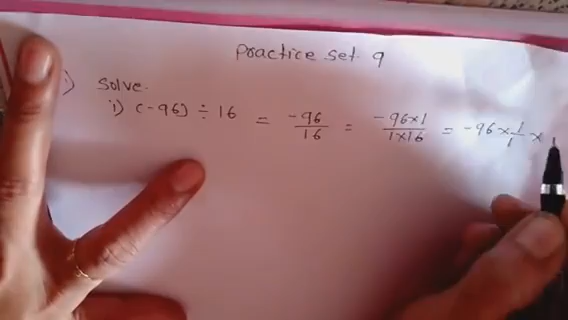 Practice set 9
1) Solve.
i) (-96) ÷ 16 = -96/16 = -96×1/1×16 = -96×1/1×